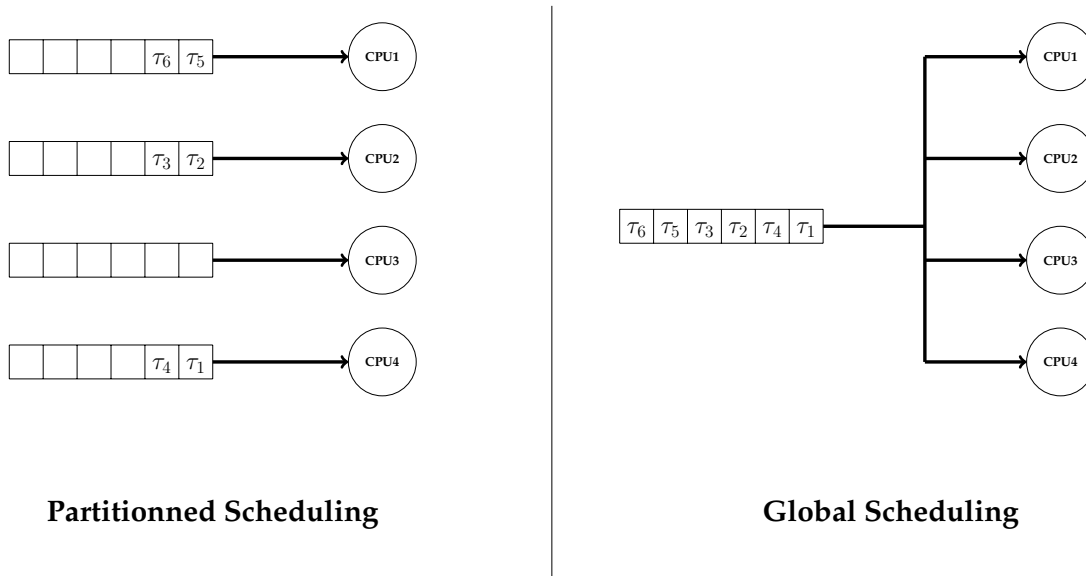 τ6 τ5 CPU1
τ3 τ2 CPU2
CPU3
τ4 τ1 CPU4
Partitionned Scheduling
CPU1
CPU2
τ6 τ5 τ3 τ2 τ4 τ1
CPU3
CPU4
Global Scheduling